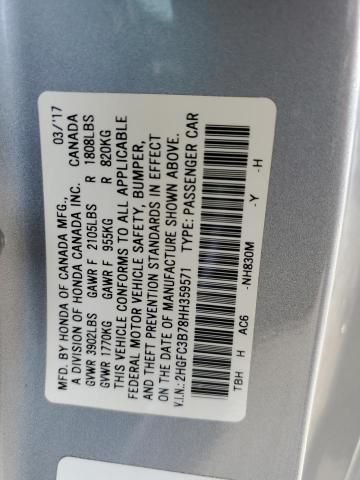 MFD. BY HONDA OF CANADA MFG., 03/'17
A DIVISION OF HONDA CANADA INC. CANADA
GVWR 3902LBS GAWR F 2105LBS R 1808LBS
GVWR 1770KG GAWR F 955KG R 820KG
THIS VEHICLE CONFORMS TO ALL APPLICABLE
FEDERAL MOTOR VEHICLE SAFETY, BUMPER,
AND THEFT PREVENTION STANDARDS IN EFFECT
ON THE DATE OF MANUFACTURE SHOWN ABOVE.
V.I.N.: 2HGFC3B78HH359571 TYPE: PASSENGER CAR
TBH H AC6 -NH830M -Y -H